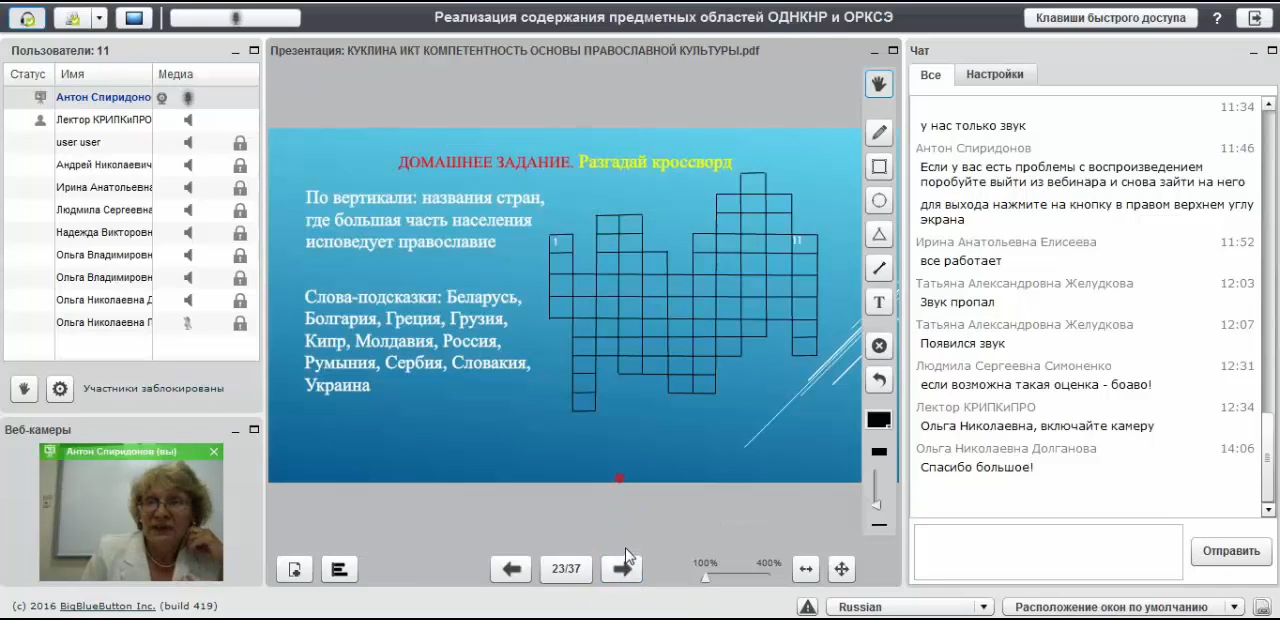 Реализация содержания предметных областей ОДНКНР и ОРКСЭ
Клавиши быстрого доступа
?
Пользователи: 11
Статус Имя Медиа
Антон Спиридоно
Лектор КРИПКиПРО
user user
Андрей Николаевич
Ирина Анатольевна
Людмила Сергеевна
Надежда Викторовн
Ольга Владимировн
Ольга Владимировн
Ольга Николаевна Д
Ольга Николаевна Г
Участники заблокированы
Веб-камеры
Антон Спиридонов (вы)
Презентация: КУКЛИНА ИКТ КОМПЕТЕНТНОСТЬ ОСНОВЫ ПРАВОСЛАВНОЙ КУЛЬТУРЫ.pdf
ДОМАШНЕЕ ЗАДАНИЕ. Разгадай кроссворд
По вертикали: названия стран,
где большая часть населения
исповедует православие
Слова-подсказки: Беларусь,
Болгария, Греция, Грузия,
Кипр, Молдавия, Россия,
Румыния, Сербия, Словакия,
Украина
1
11
T
23/37
100%
400%
Чат
Все Настройки
11:34
у нас только звук
Антон Спиридонов 11:46
Если у вас есть проблемы с воспроизведением
поробуйте выйти из вебинара и снова зайти на него
для выхода нажмите на кнопку в правом верхнем углу
экрана
Ирина Анатольевна Елисеева 11:52
все работает
Татьяна Александровна Желудкова 12:03
Звук пропал
Татьяна Александровна Желудкова 12:07
Появился звук
Людмила Сергеевна Симоненко 12:31
если возможна такая оценка - боаво!
Лектор КРИПКиПРО 12:34
Ольга Николаевна, включайте камеру
Ольга Николаевна Долганова 14:06
Спасибо большое!
Отправить
(c) 2016 BigBlueButton Inc. (build 419)
Russian
Расположение окон по умолчанию